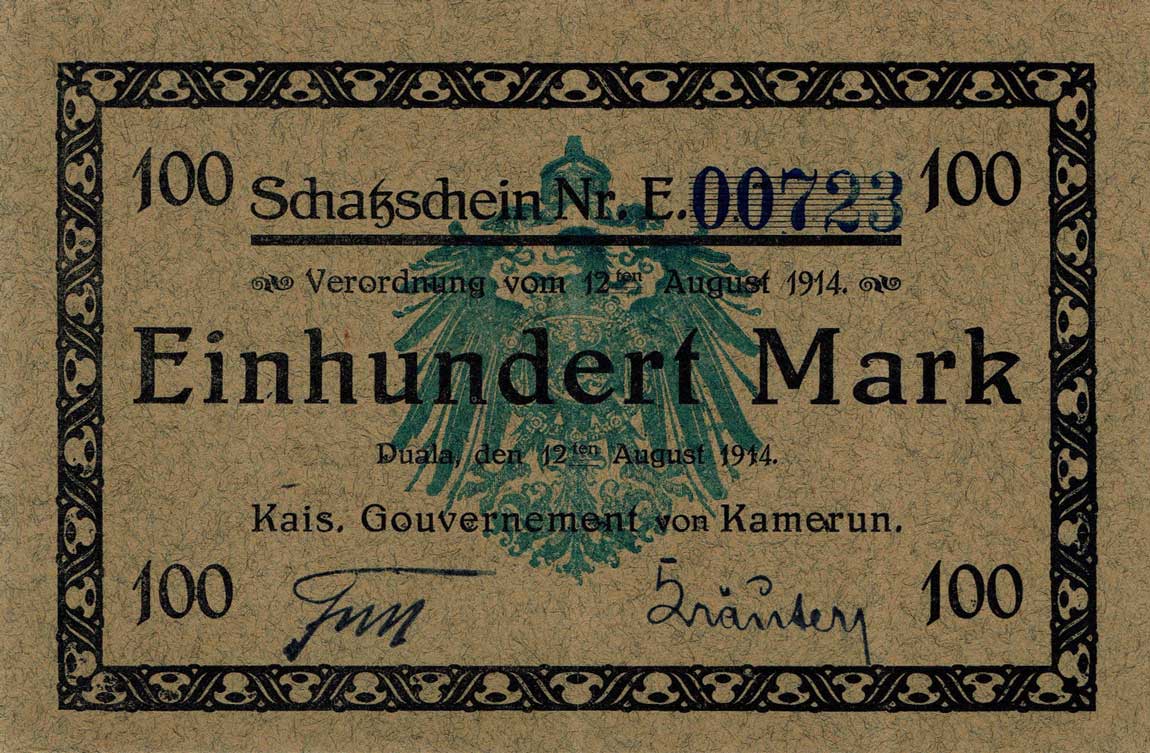 100 Schatzschein Nr. E. 00723 100
Verordnung vom 12ten August 1914.
Einhundert Mark
Duala, den 12ten August 1914.
Kais. Gouvernement von Kamerun.
100 100